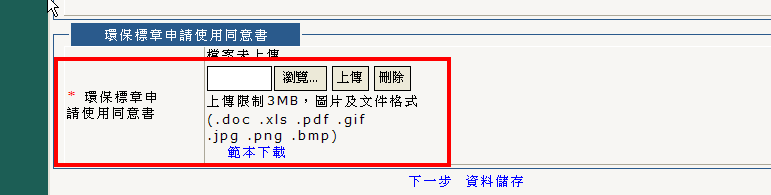 環保標章申請使用同意書
檔案未上傳
瀏覽... 上傳 刪除
* 環保標章申
請使用同意書
上傳限制3MB，圖片及文件格式
(.doc .xls .pdf .gif
.jpg .png .bmp)
範本下載
下一步 資料儲存